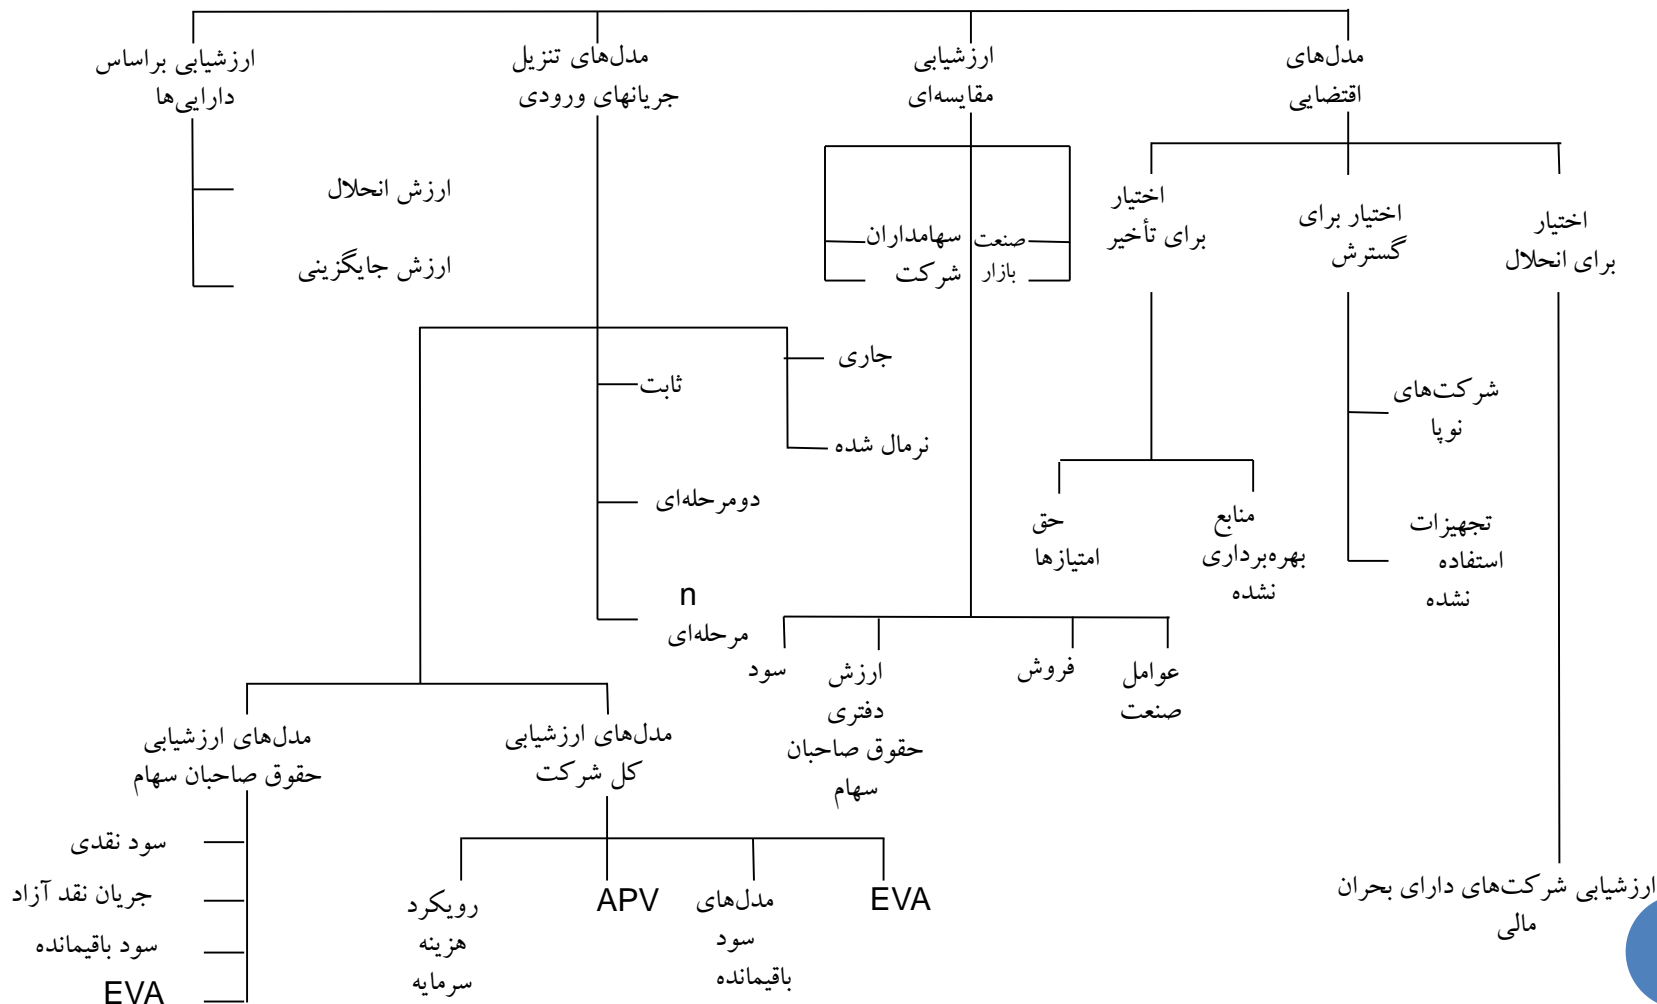 مدل‌های
اقتضایی
ارزشیابی
مقایسه‌ای
مدل‌های تنزیل
جریانهای ورودی
ارزشیابی براساس
دارایی‌ها
اختیار
برای انحلال
اختیار برای
گسترش
اختیار
برای تأخیر
صنعت
بازار
سهامداران
شرکت
ارزش انحلال
ارزش جایگزینی
جاری
نرمال شده
ثابت
دومرحله‌ای
n
مرحله‌ای
شرکت‌های
نوپا
تجهیزات
استفاده
نشده
منابع
بهره‌برداری
نشده
حق
امتیازها
عوامل
صنعت
فروش
ارزش
دفتری
حقوق صاحبان
سهام
سود
مدل‌های ارزشیابی
کل شرکت
مدل‌های ارزشیابی
حقوق صاحبان سهام
ارزشیابی شرکت‌های دارای بحران
مالی
EVA
مدل‌های
سود
باقیمانده
APV
رویکرد
هزینه
سرمایه
سود نقدی
جریان نقد آزاد
سود باقیمانده
EVA